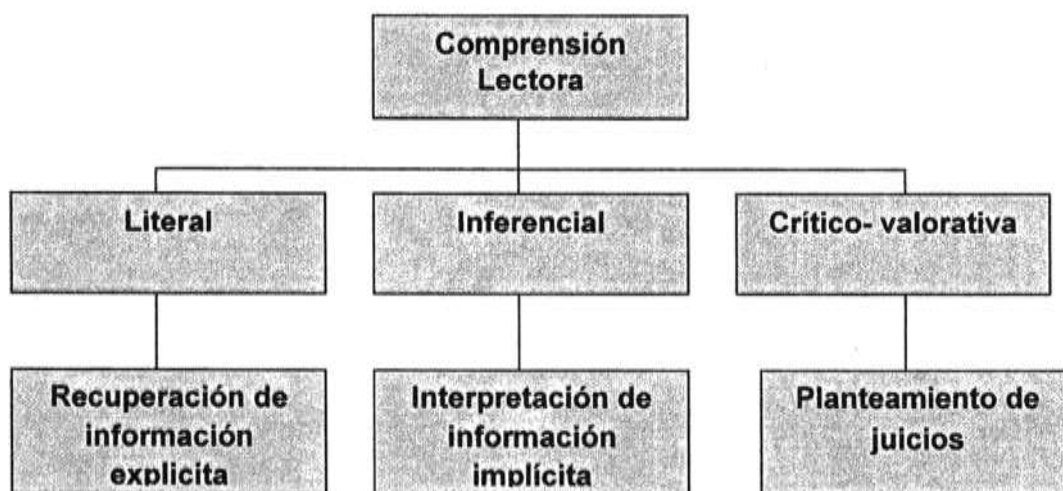 Comprensión
Lectora
Literal
Inferencial
Crítico- valorativa
Recuperación de
información
explicita
Interpretación de
información
implícita
Planteamiento de
juicios